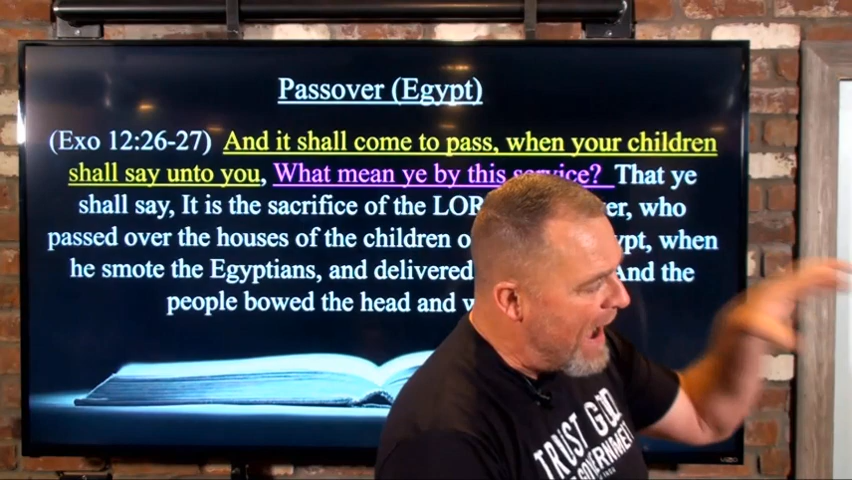 Passover (Egypt)
(Exo 12:26-27) And it shall come to pass, when your children
shall say unto you, What mean ye by this service? That ye
shall say, It is the sacrifice of the who
passed over the houses of the children when
he smote the Egyptians, and delivered And the
people bowed the head and
TRUST GOD
VIZIO